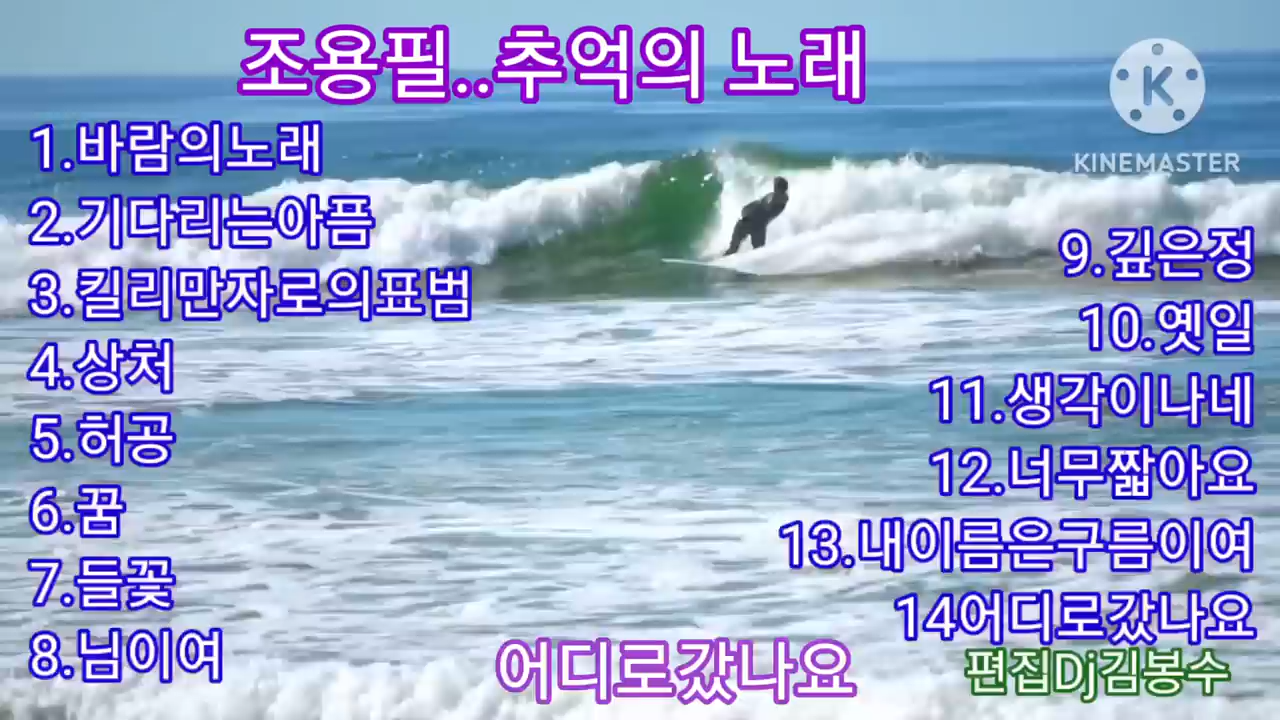 조용필..추억의 노래
KINEMASTER
1.바람의노래
2.기다리는아픔
3.킬리만자로의표범
4.상처
5.허공
6.꿈
7.들꽃
8.님이여
9.깊은정
10.옛일
11.생각이나네
12.너무짧아요
13.내이름은구름이여
14어디로갔나요
편집Dj김봉수
어디로갔나요